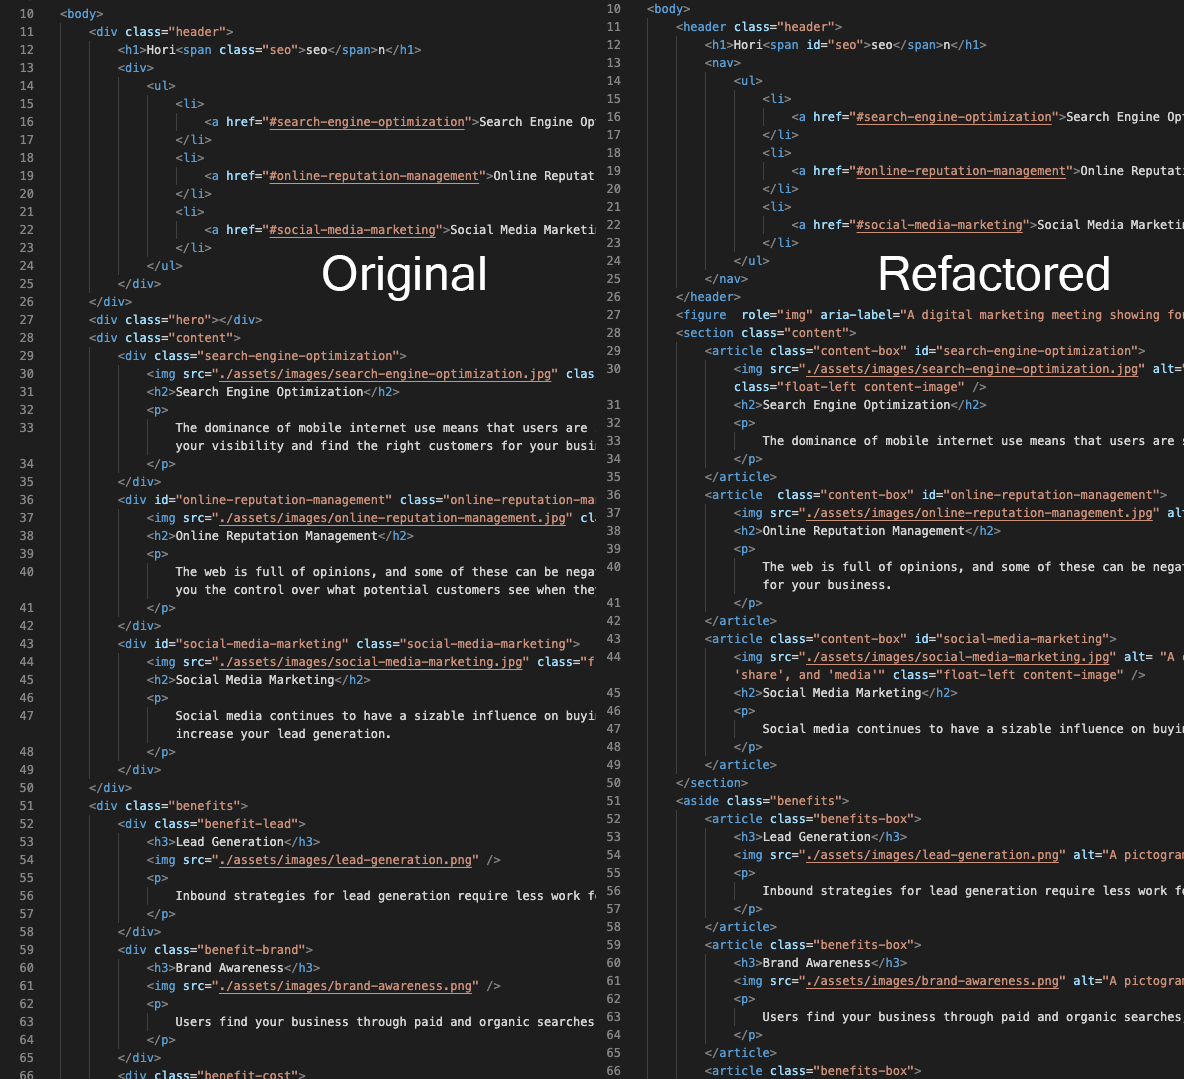 10 <body>
11 <div class="header">
12 <h1>Hori<span class="seo">seo</span>n</h1>
13 <div>
14 <ul>
15 <li>
16 <a href="#search-engine-optimization">Search Engine Op
17 </li>
18 <li>
19 <a href="#online-reputation-management">Online Reputat
20 </li>
21 <li>
22 <a href="#social-media-marketing">Social Media Marketi
23 </li>
24 </ul>
Original
25 </div>
26 </div>
27 <div class="hero"></div>
28 <div class="content">
29 <div class="search-engine-optimization">
30 <img src="./assets/images/search-engine-optimization.jpg" clas
31 <h2>Search Engine Optimization</h2>
32 <p>
33 The dominance of mobile internet use means that users are
your visibility and find the right customers for your busi
34 </p>
35 </div>
36 <div id="online-reputation-management" class="online-reputation-ma
37 <img src="./assets/images/online-reputation-management.jpg" cl
38 <h2>Online Reputation Management</h2>
39 <p>
40 The web is full of opinions, and some of these can be nega
you the control over what potential customers see when they
41 </p>
42 </div>
43 <div id="social-media-marketing" class="social-media-marketing">
44 <img src="./assets/images/social-media-marketing.jpg" class="f
45 <h2>Social Media Marketing</h2>
46 <p>
47 Social media continues to have a sizable influence on buyi
increase your lead generation.
48 </p>
49 </div>
50 </div>
51 <div class="benefits">
52 <div class="benefit-lead">
53 <h3>Lead Generation</h3>
54 <img src="./assets/images/lead-generation.png" />
55 <p>
56 Inbound strategies for lead generation require less work f
57 </p>
58 </div>
59 <div class="benefit-brand">
60 <h3>Brand Awareness</h3>
61 <img src="./assets/images/brand-awareness.png" />
62 <p>
63 Users find your business through paid and organic searches
64 </p>
65 </div>
66 <div class="benefit-cost">
10 <body>
11 <header class="header">
12 <h1>Hori<span id="seo">seo</span>n</h1>
13 <nav>
14 <ul>
15 <li>
16 <a href="#search-engine-optimization">Search Engine Opt
17 </li>
18 <li>
19 <a href="#online-reputation-management">Online Reputati
20 </li>
21 <li>
22 <a href="#social-media-marketing">Social Media Marketin
23 </li>
24 </ul>
Refactored
25 </nav>
26 </header>
27 <figure  role="img" aria-label="A digital marketing meeting showing fou
28 <section class="content">
29 <article class="content-box" id="search-engine-optimization">
30 <img src="./assets/images/search-engine-optimization.jpg" alt="
class="float-left content-image" />
31 <h2>Search Engine Optimization</h2>
32 <p>
33 The dominance of mobile internet use means that users are s
34 </p>
35 </article>
36 <article  class="content-box" id="online-reputation-management">
37 <img src="./assets/images/online-reputation-management.jpg" alt
38 <h2>Online Reputation Management</h2>
39 <p>
40 The web is full of opinions, and some of these can be negat
for your business.
41 </p>
42 </article>
43 <article class="content-box" id="social-media-marketing">
44 <img src="./assets/images/social-media-marketing.jpg" alt= "A
'share', and 'media'" class="float-left content-image" />
45 <h2>Social Media Marketing</h2>
46 <p>
47 Social media continues to have a sizable influence on buyin
48 </p>
49 </article>
50 </section>
51 <aside class="benefits">
52 <article class="benefits-box">
53 <h3>Lead Generation</h3>
54 <img src="./assets/images/lead-generation.png" alt="A pictogram
55 <p>
56 Inbound strategies for lead generation require less work fo
57 </p>
58 </article>
59 <article class="benefits-box">
60 <h3>Brand Awareness</h3>
61 <img src="./assets/images/brand-awareness.png" alt="A pictogram
62 <p>
63 Users find your business through paid and organic searches,
64 </p>
65 </article>
66 <article class="benefits-box">